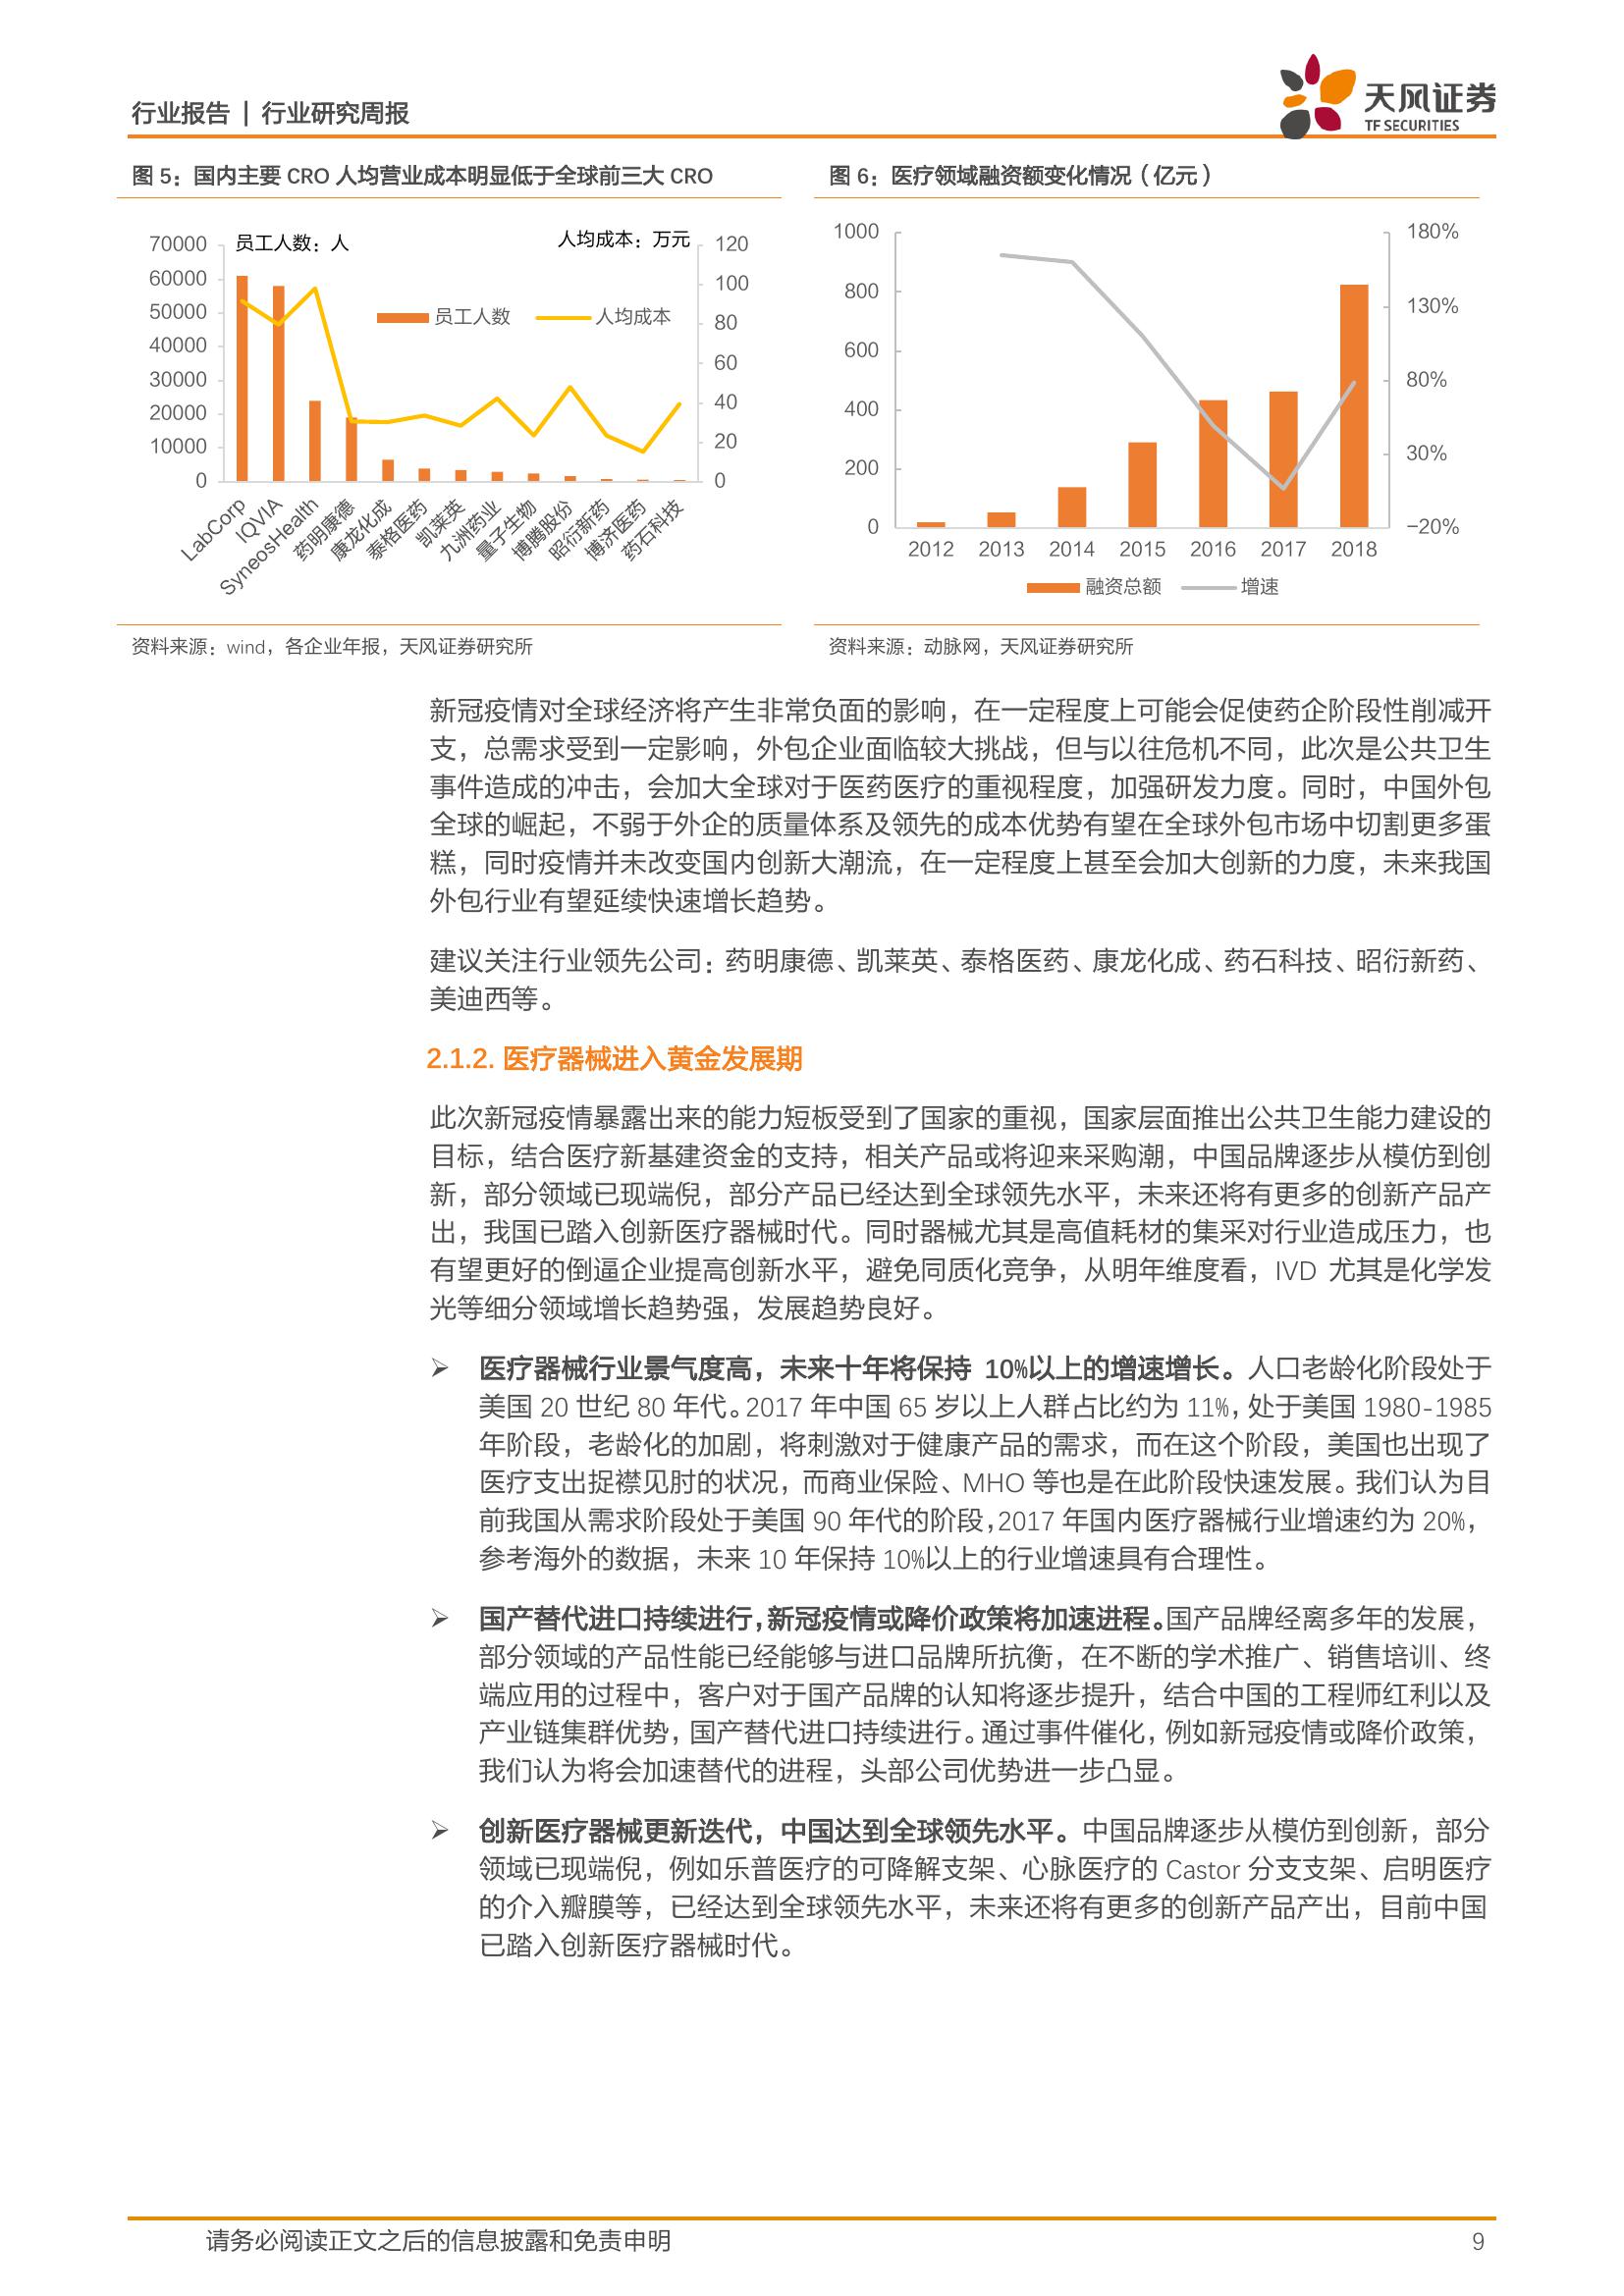 行业报告 | 行业研究周报
天风证券
TF SECURITIES
图 5：国内主要 CRO 人均营业成本明显低于全球前三大 CRO
员工人数：人
人均成本：万元
70000
60000
50000
40000
30000
20000
10000
0
120
100
80
60
40
20
0
员工人数
人均成本
LabCorp
IQVIA
SyneosHealth
药明康德
康龙化成
泰格医药
凯莱英
九洲药业
量子生物
博腾股份
昭衍新药
博济医药
药石科技
资料来源：wind，各企业年报，天风证券研究所
图 6：医疗领域融资额变化情况（亿元）
1000
800
600
400
200
0
180%
130%
80%
30%
-20%
2012 2013 2014 2015 2016 2017 2018
融资总额
增速
资料来源：动脉网，天风证券研究所
新冠疫情对全球经济将产生非常负面的影响，在一定程度上可能会促使药企阶段性削减开
支，总需求受到一定影响，外包企业面临较大挑战，但与以往危机不同，此次是公共卫生
事件造成的冲击，会加大全球对于医药医疗的重视程度，加强研发力度。同时，中国外包
全球的崛起，不弱于外企的质量体系及领先的成本优势有望在全球外包市场中切割更多蛋
糕，同时疫情并未改变国内创新大潮流，在一定程度上甚至会加大创新的力度，未来我国
外包行业有望延续快速增长趋势。
建议关注行业领先公司：药明康德、凯莱英、泰格医药、康龙化成、药石科技、昭衍新药、
美迪西等。
2.1.2. 医疗器械进入黄金发展期
此次新冠疫情暴露出来的能力短板受到了国家的重视，国家层面推出公共卫生能力建设的
目标，结合医疗新基建资金的支持，相关产品或将迎来采购潮，中国品牌逐步从模仿到创
新，部分领域已现端倪，部分产品已经达到全球领先水平，未来还将有更多的创新产品产
出，我国已踏入创新医疗器械时代。同时器械尤其是高值耗材的集采对行业造成压力，也
有望更好的倒逼企业提高创新水平，避免同质化竞争，从明年维度看，IVD 尤其是化学发
光等细分领域增长趋势强，发展趋势良好。
➢ 医疗器械行业景气度高，未来十年将保持 10%以上的增速增长。人口老龄化阶段处于
美国 20 世纪 80 年代。2017 年中国 65 岁以上人群占比约为 11%，处于美国 1980-1985
年阶段，老龄化的加剧，将刺激对于健康产品的需求，而在这个阶段，美国也出现了
医疗支出捉襟见肘的状况，而商业保险、MHO 等也是在此阶段快速发展。我们认为目
前我国从需求阶段处于美国 90 年代的阶段，2017 年国内医疗器械行业增速约为 20%，
参考海外的数据，未来 10 年保持 10%以上的行业增速具有合理性。
➢ 国产替代进口持续进行，新冠疫情或降价政策将加速进程。国产品牌经离多年的发展，
部分领域的产品性能已经能够与进口品牌所抗衡，在不断的学术推广、销售培训、终
端应用的过程中，客户对于国产品牌的认知将逐步提升，结合中国的工程师红利以及
产业链集群优势，国产替代进口持续进行。通过事件催化，例如新冠疫情或降价政策，
我们认为将会加速替代的进程，头部公司优势进一步凸显。
➢ 创新医疗器械更新迭代，中国达到全球领先水平。中国品牌逐步从模仿到创新，部分
领域已现端倪，例如乐普医疗的可降解支架、心脉医疗的 Castor 分支支架、启明医疗
的介入瓣膜等，已经达到全球领先水平，未来还将有更多的创新产品产出，目前中国
已踏入创新医疗器械时代。
请务必阅读正文之后的信息披露和免责申明
9